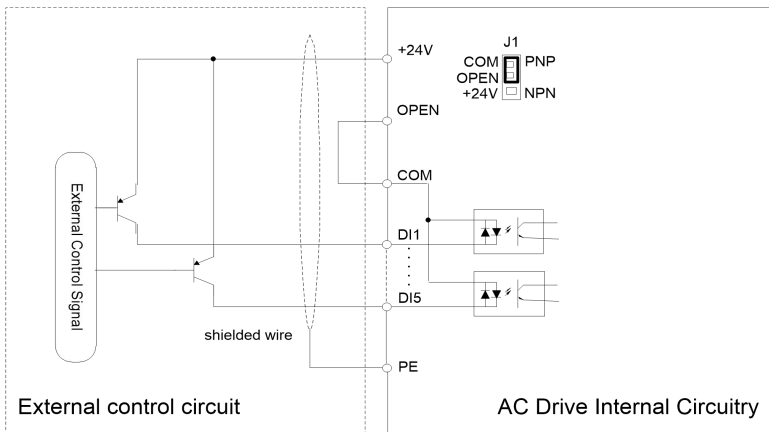 +24V
J1
COM PNP
OPEN
+24V NPN
OPEN
COM
External Control Signal
DI1
DI5
shielded wire
PE
External control circuit
AC Drive Internal Circuitry